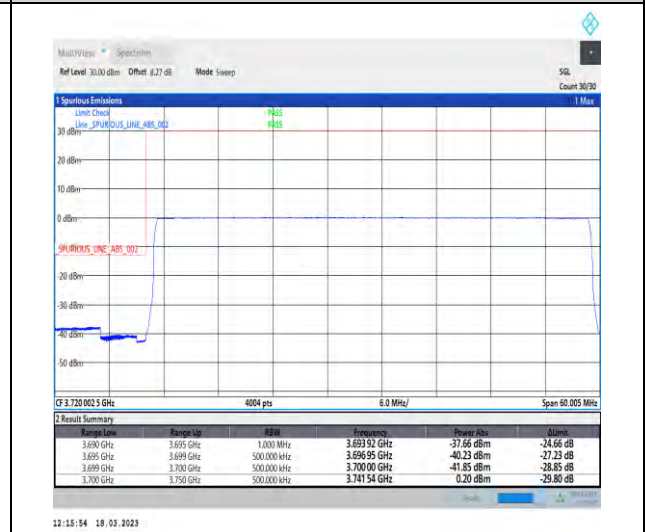 MultiView Spectrum
Ref Level 30.00 dBm Offset 8.27 dB Mode Sweep SGL
Count 30/30
1 Spurious Emissions 1 Max
Limit Check PASS
Line _SPURIOUS_LINE_ABS_002 PASS
30 dBm
20 dBm
10 dBm
0 dBm
_SPURIOUS_LINE_ABS_002
-20 dBm
-30 dBm
-40 dBm
-50 dBm
CF 3.720 002 5 GHz 4004 pts 6.0 MHz/ Span 60.005 MHz
2 Result Summary
Range Low Range Up RBW Frequency Power Abs ΔLimit
3.690 GHz 3.695 GHz 1.000 MHz 3.693 92 GHz -37.66 dBm -24.66 dB
3.695 GHz 3.699 GHz 500.000 kHz 3.696 95 GHz -40.23 dBm -27.23 dB
3.699 GHz 3.700 GHz 500.000 kHz 3.700 00 GHz -41.85 dBm -28.85 dB
3.700 GHz 3.750 GHz 500.000 kHz 3.741 54 GHz 0.20 dBm -29.80 dB
Ready
12:15:54 18.03.2023